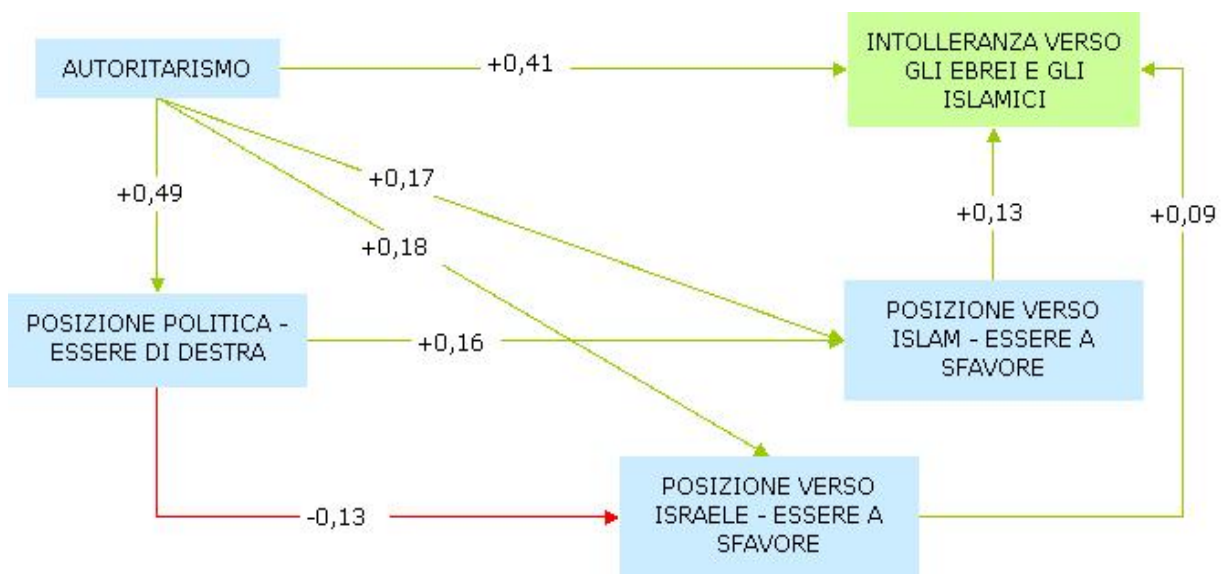 AUTORITARISMO
+0,41
INTOLLERANZA VERSO
GLI EBREI E GLI
ISLAMICI
+0,49
+0,17
+0,18
+0,13
+0,09
POSIZIONE POLITICA -
ESSERE DI DESTRA
+0,16
POSIZIONE VERSO
ISLAM - ESSERE A
SFAVORE
-0,13
POSIZIONE VERSO
ISRAELE - ESSERE A
SFAVORE